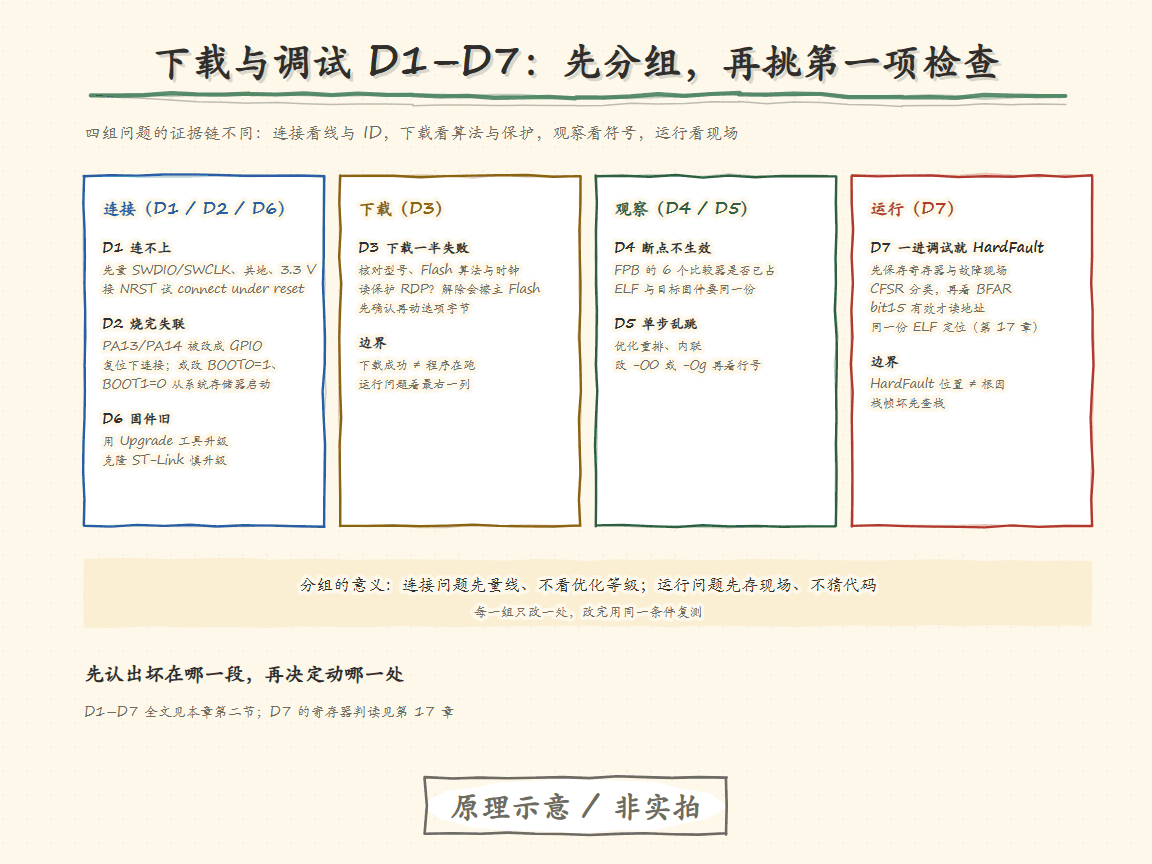 下载与调试 D1—D7：先分组，再挑第一项检查
四组问题的证据链不同：连接看线与 ID，下载看算法与保护，观察看符号，运行看现场
连接（D1 / D2 / D6）
D1 连不上
先量 SWDIO/SWCLK、共地、3.3 V
接 NRST 试 connect under reset
D2 烧完失联
PA13/PA14 被改成 GPIO
复位下连接；或改 BOOT0=1、
BOOT1=0 从系统存储器启动
D6 固件旧
用 Upgrade 工具升级
克隆 ST-Link 慎升级
下载（D3）
D3 下载一半失败
核对型号、Flash 算法与时钟
读保护 RDP？解除会擦主 Flash
先确认再动选项字节
边界
下载成功 ≠ 程序在跑
运行问题看最右一列
观察（D4 / D5）
D4 断点不生效
FPB 的 6 个比较器是否已占
ELF 与目标固件要同一份
D5 单步乱跳
优化重排、内联
改 -O0 或 -Og 再看行号
运行（D7）
D7 一进调试就 HardFault
先保存寄存器与故障现场
CFSR 分类，再看 BFAR
bit15 有效才读地址
同一份 ELF 定位（第 17 章）
边界
HardFault 位置 ≠ 根因
栈帧坏先查栈
分组的意义：连接问题先量线、不看优化等级；运行问题先存现场、不猜代码
每一组只改一处，改完用同一条件复测
先认出坏在哪一段，再决定动哪一处
D1—D7 全文见本章第二节；D7 的寄存器判读见第 17 章
原理示意 / 非实拍